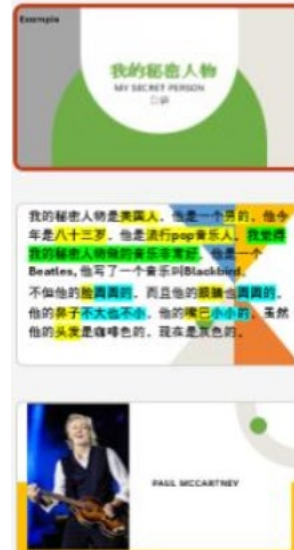 Example
我的秘密人物
MY SECRET PERSON
我的秘密人物是美国人。他是一个男的。他今
年是八十三岁。他是流行pop音乐人。我觉得
我的秘密人物做的音乐非常好。他是一个
Beatles, 他写了一个音乐叫Blackbird.
不但他的脸圆圆的，而且他的眼睛也圆圆的。
他的鼻子不大也不小。他的嘴巴小小的。虽然
他的头发是咖啡色的，现在是灰色的。
PAUL MCCARTNEY